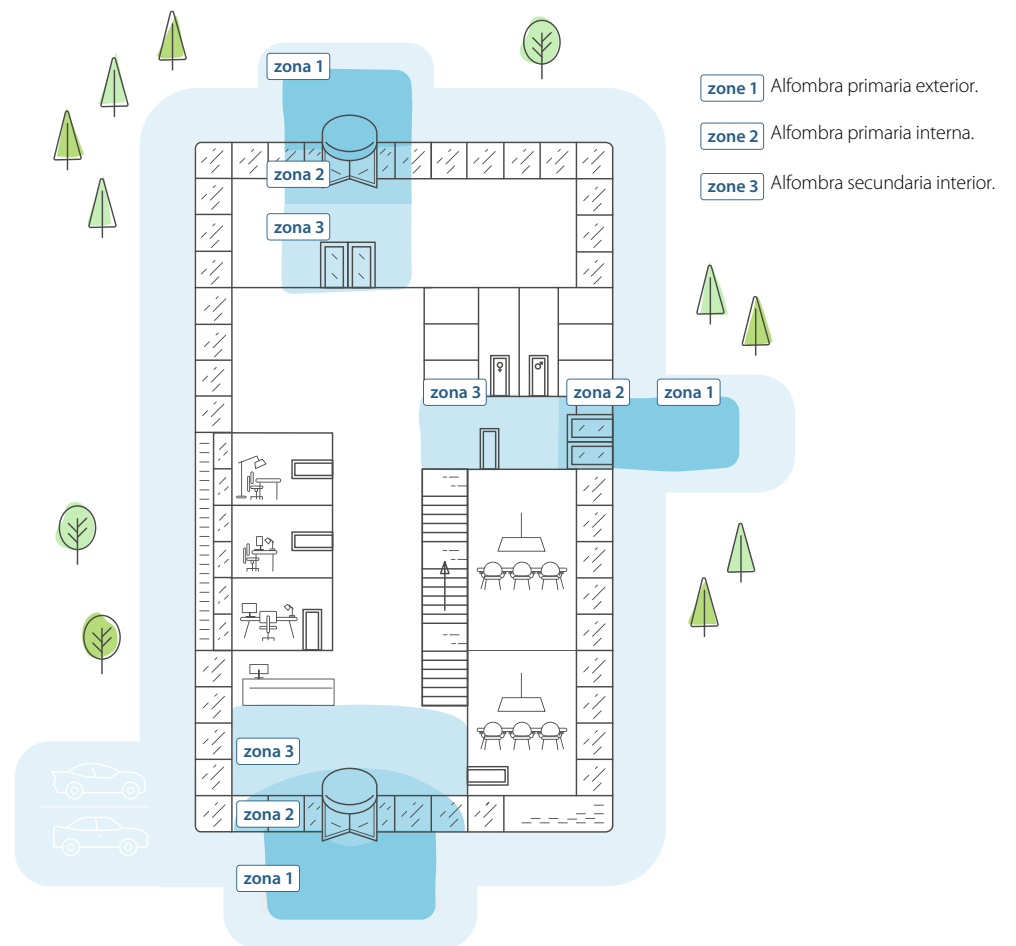 zona 1
zona 2
zona 3
zone 1 Alfombra primaria exterior.
zone 2 Alfombra primaria interna.
zone 3 Alfombra secundaria interior.
zona 3 zona 2 zona 1
zona 3
zona 2
zona 1